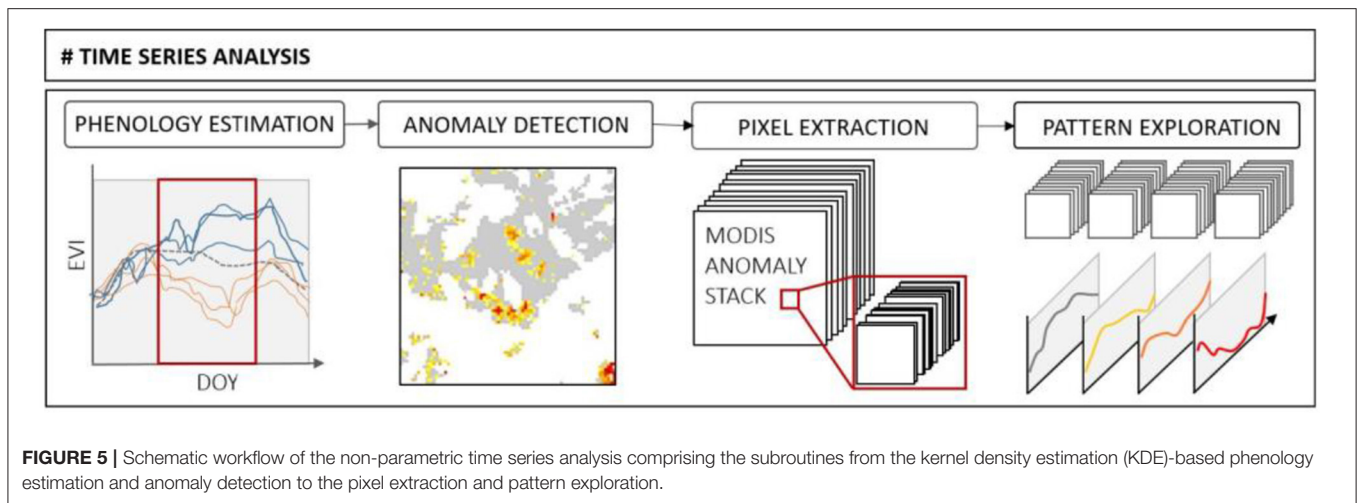 # TIME SERIES ANALYSIS
PHENOLOGY ESTIMATION
ANOMALY DETECTION
PIXEL EXTRACTION
PATTERN EXPLORATION
EVI
DOY
MODIS
ANOMALY
STACK
FIGURE 5 | Schematic workflow of the non-parametric time series analysis comprising the subroutines from the kernel density estimation (KDE)-based phenology
estimation and anomaly detection to the pixel extraction and pattern exploration.